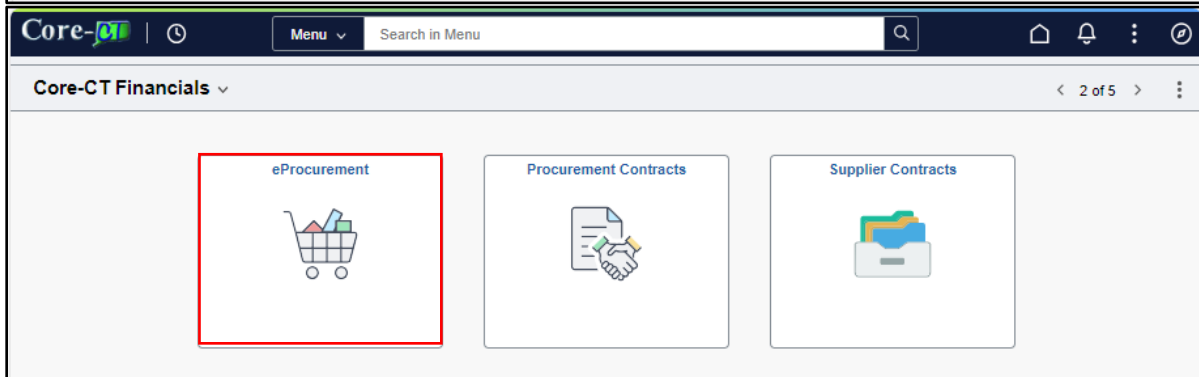 Core-CT
Menu
Search in Menu
Core-CT Financials
2 of 5
eProcurement
Procurement Contracts
Supplier Contracts